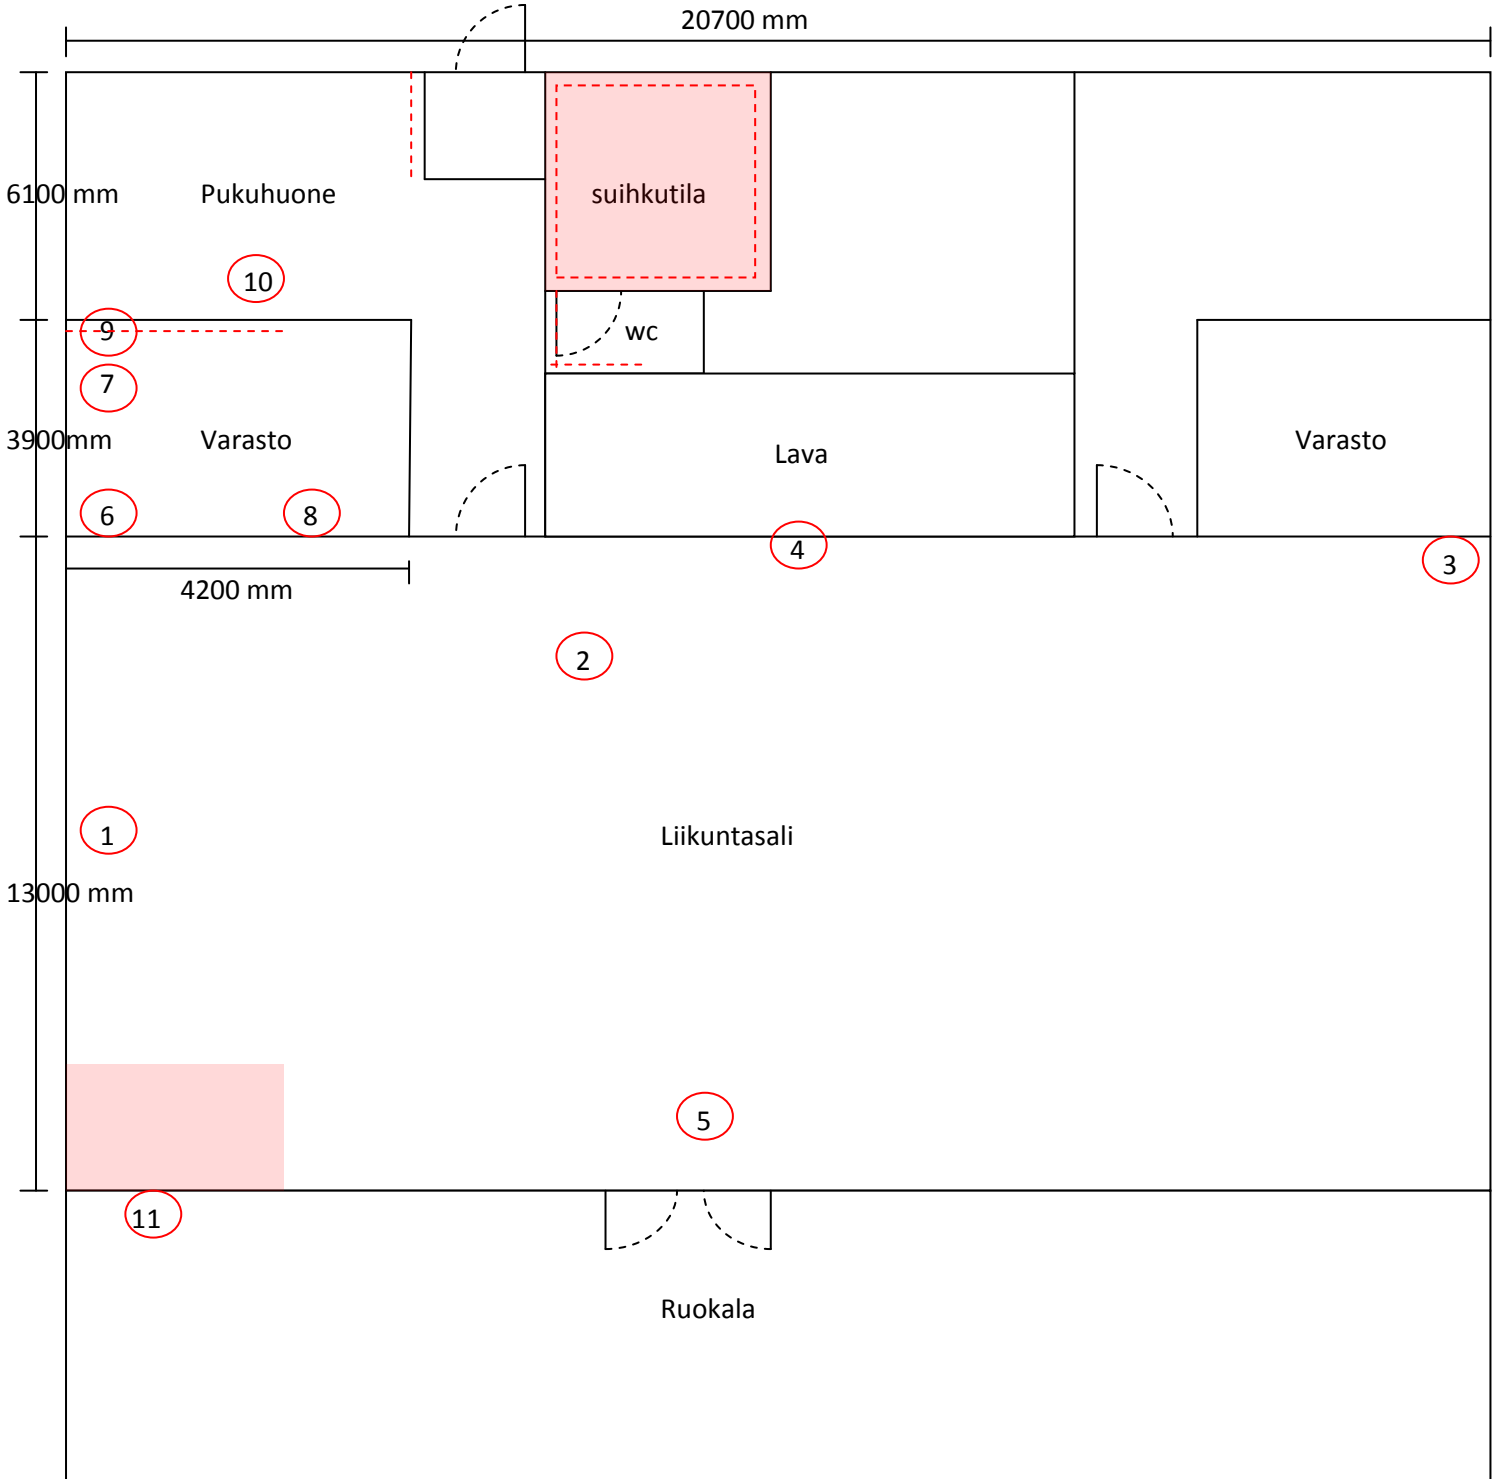 20700 mm
6100 mm
Pukuhuone
suihkutila
10
9
wc
7
3900mm
Varasto
Lava
Varasto
6
8
4
3
4200 mm
2
1
Liikuntasali
13000 mm
5
11
Ruokala